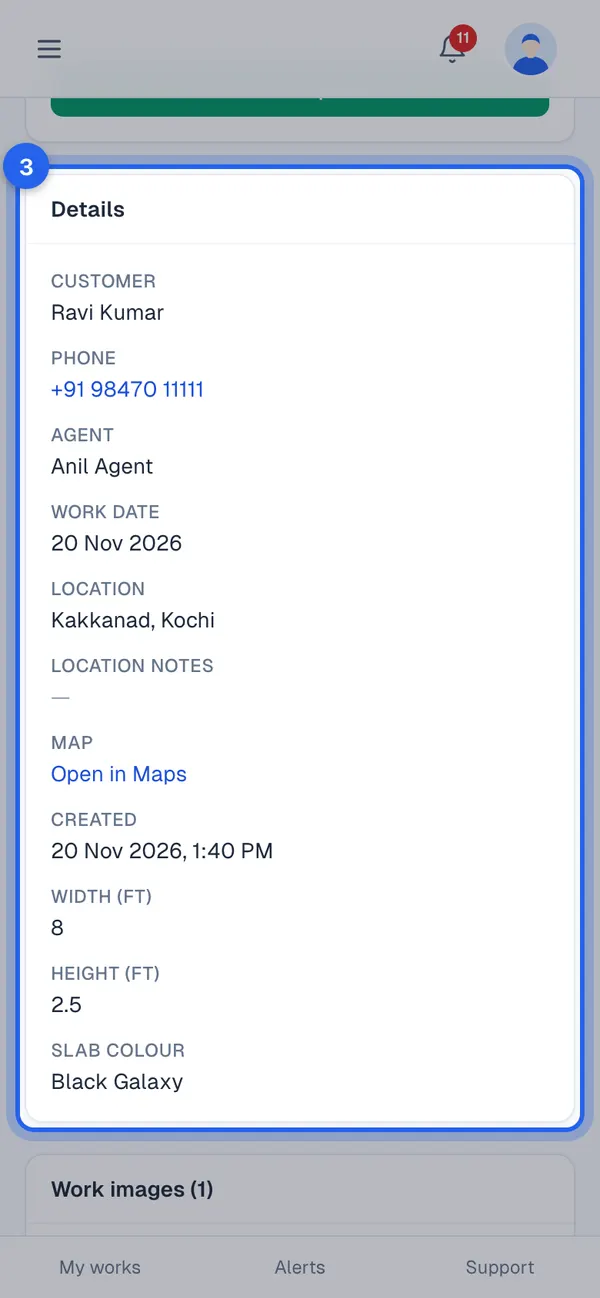 11
3
Details
CUSTOMER
Ravi Kumar
PHONE
+91 98470 11111
AGENT
Anil Agent
WORK DATE
20 Nov 2026
LOCATION
Kakkanad, Kochi
LOCATION NOTES
—
MAP
Open in Maps
CREATED
20 Nov 2026, 1:40 PM
WIDTH (FT)
8
HEIGHT (FT)
2.5
SLAB COLOUR
Black Galaxy
Work images (1)
My works
Alerts
Support